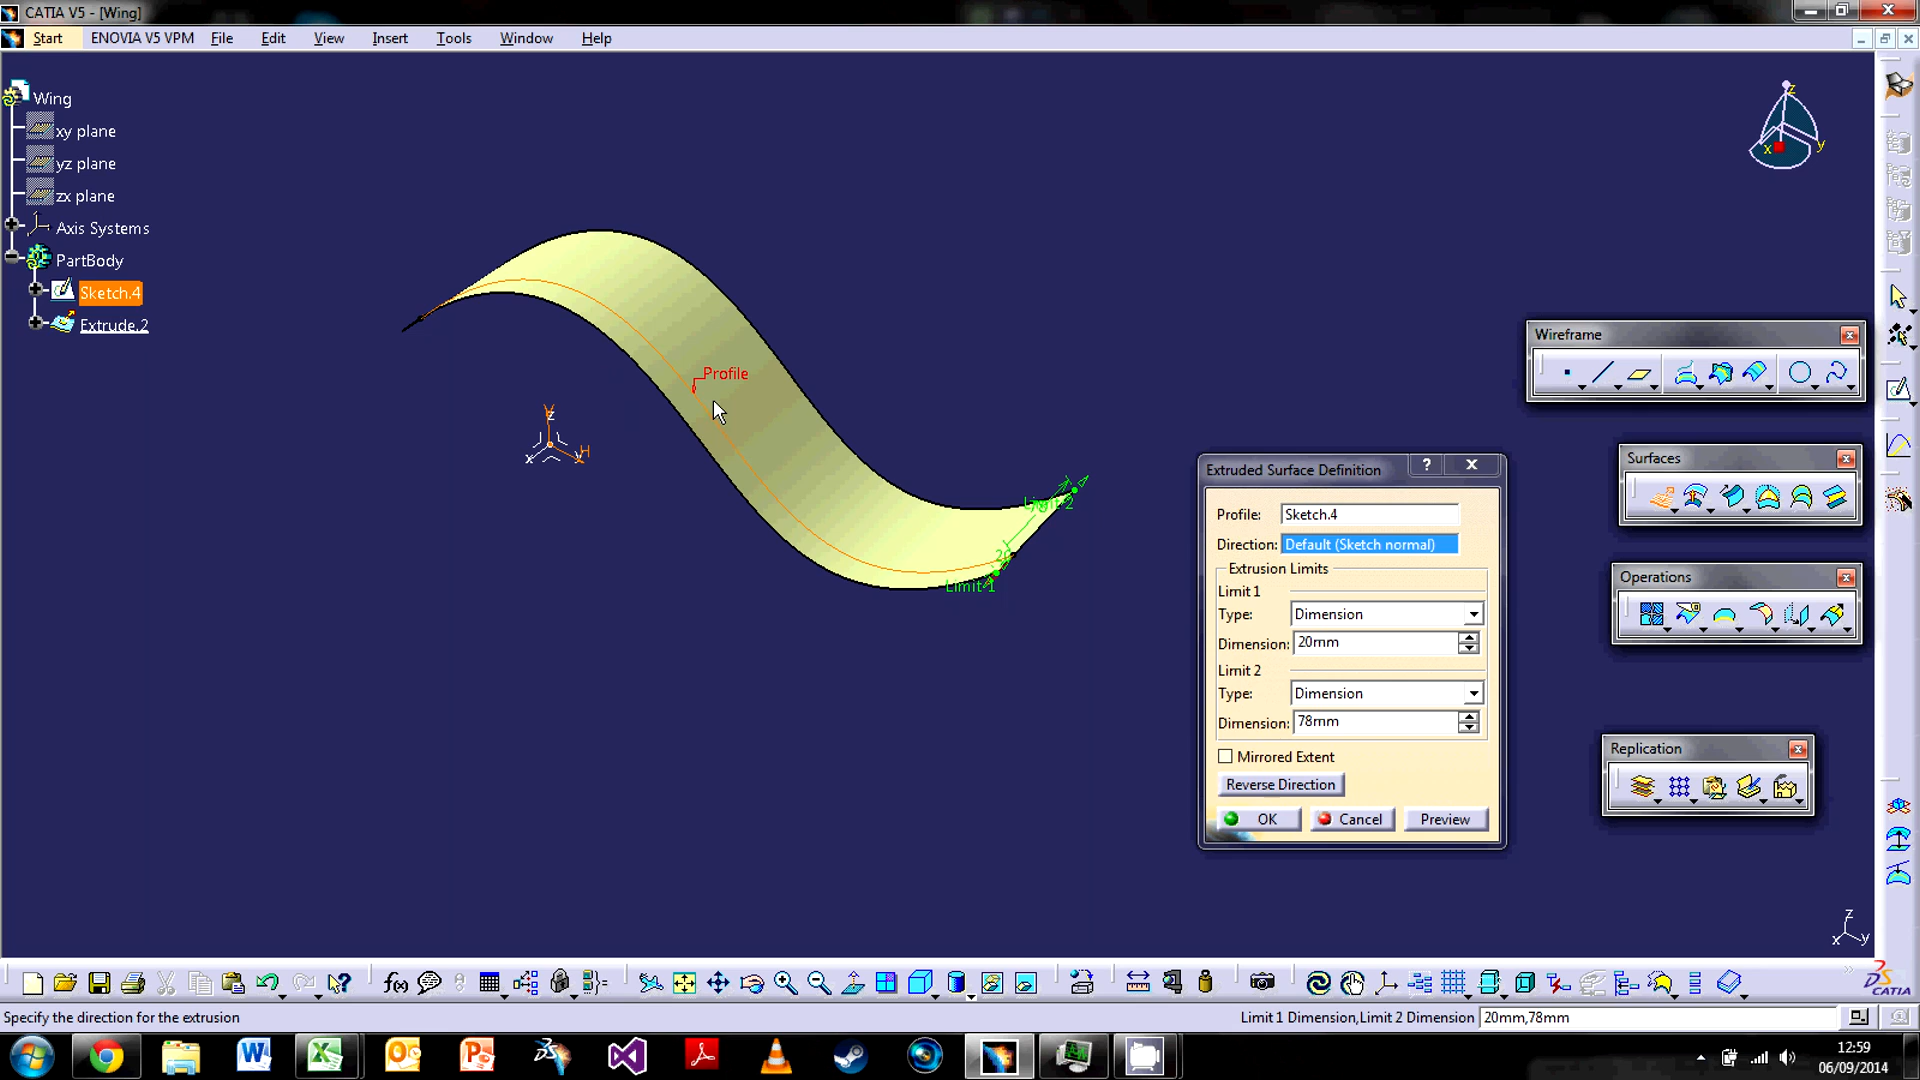 CATIA V5 - [Wing]
Start ENOVIA V5 VPM File Edit View Insert Tools Window Help
Wing
xy plane
yz plane
zx plane
Axis Systems
PartBody
Sketch.4
Extrude.2
z
x
y
Profile
z
x
H
Limit 2
20
Limit 1
Wireframe
Surfaces
Operations
Replication
Extruded Surface Definition ?
Profile: Sketch.4
Direction: Default (Sketch normal)
Extrusion Limits
Limit 1
Type: Dimension
Dimension: 20mm
Limit 2
Type: Dimension
Dimension: 78mm
Mirrored Extent
Reverse Direction
OK Cancel Preview
z
x y
f(x)
CATIA
Specify the direction for the extrusion
Limit 1 Dimension,Limit 2 Dimension 20mm,78mm
12:59
06/09/2014